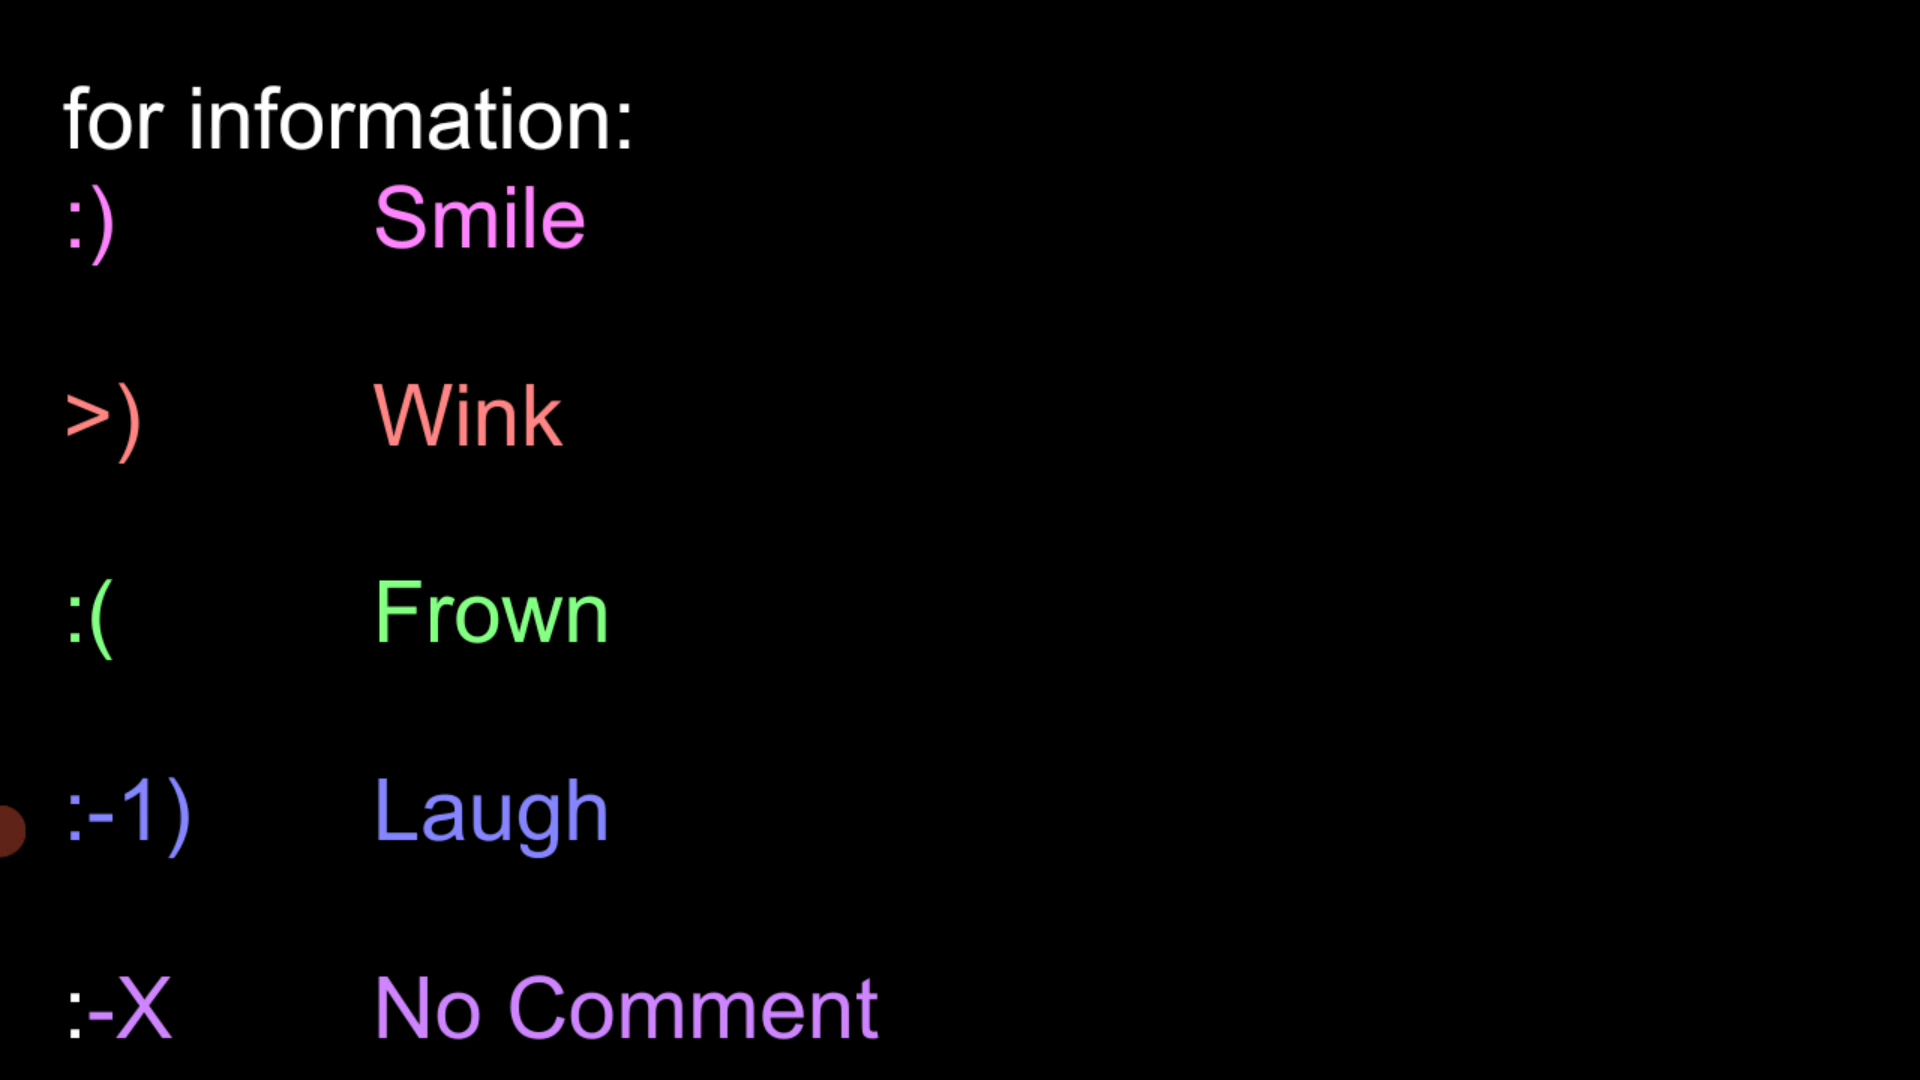 for information:
:) Smile
>) Wink
:( Frown
:-1) Laugh
:-X No Comment